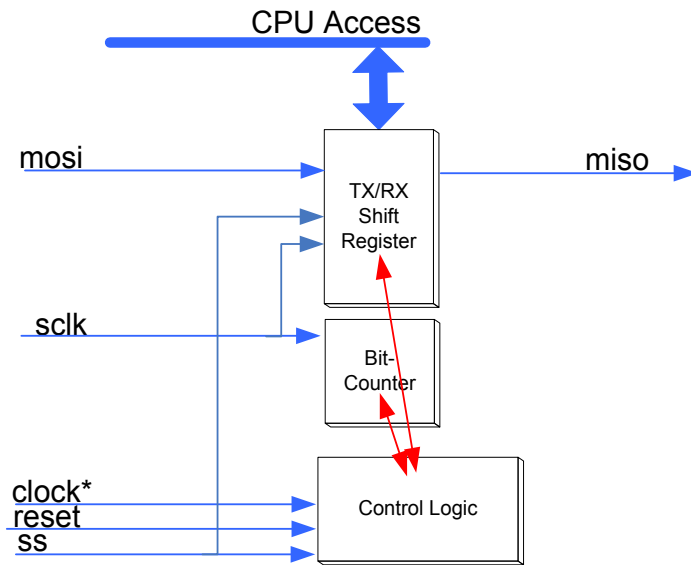 CPU Access
mosi
miso
TX/RX
Shift
Register
sclk
Bit-
Counter
clock*
reset
ss
Control Logic